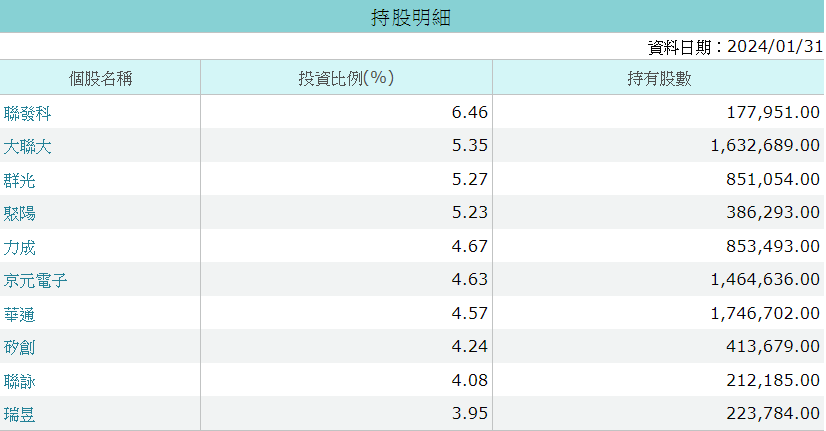 持股明細
資料日期：2024/01/31
個股名稱 投資比例(%) 持有股數
聯發科 6.46 177,951.00
大聯大 5.35 1,632,689.00
群光 5.27 851,054.00
聚陽 5.23 386,293.00
力成 4.67 853,493.00
京元電子 4.63 1,464,636.00
華通 4.57 1,746,702.00
矽創 4.24 413,679.00
聯詠 4.08 212,185.00
瑞昱 3.95 223,784.00